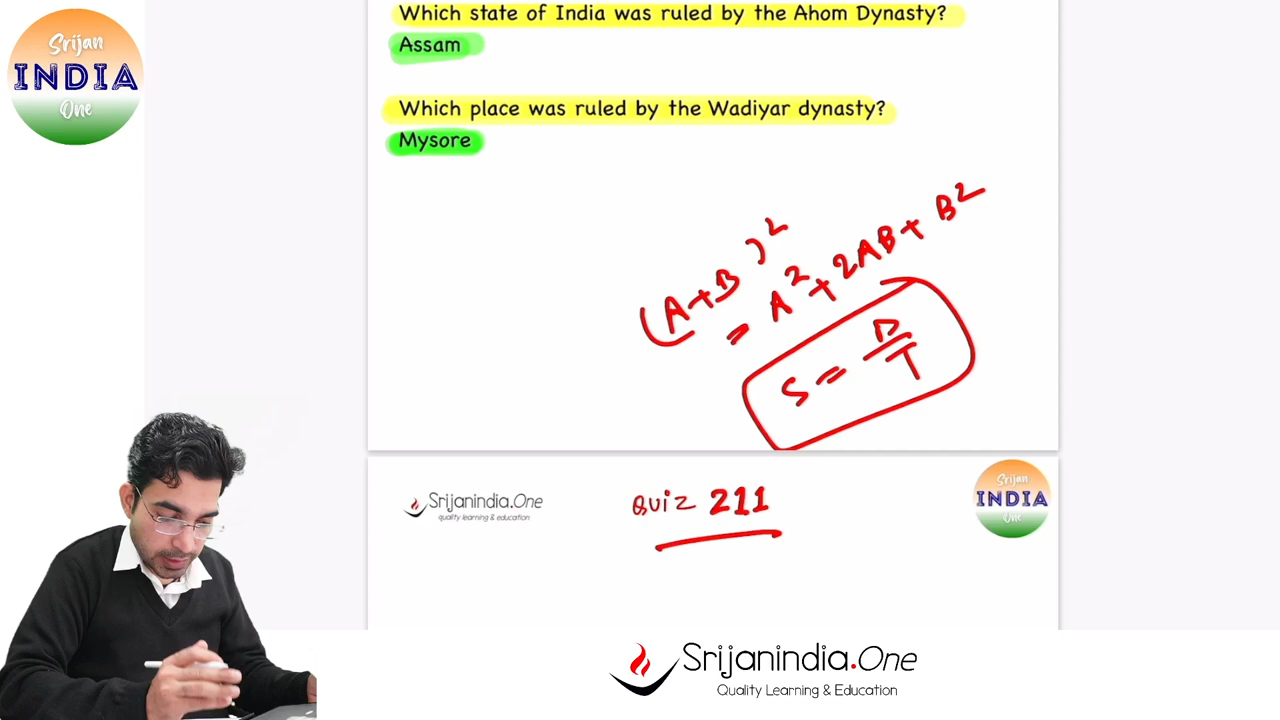 Srijan
INDIA
One
Which state of India was ruled by the Ahom Dynasty?
Assam
Which place was ruled by the Wadiyar dynasty?
Mysore
(A+B)²
= A² + 2AB + B²
S = D/T
Srijanindia.One
quality learning & education
Quiz 211
Srijan
INDIA
One
Srijanindia.One
Quality Learning & Education